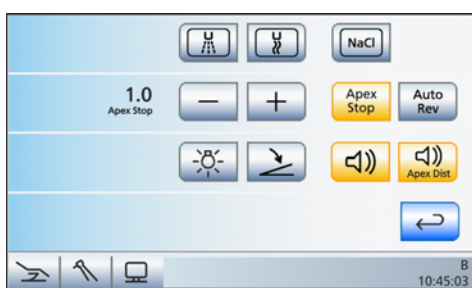 NaCl
1.0
Apex Stop
Apex
Stop
Auto
Rev
Apex Dist
B
10:45:03